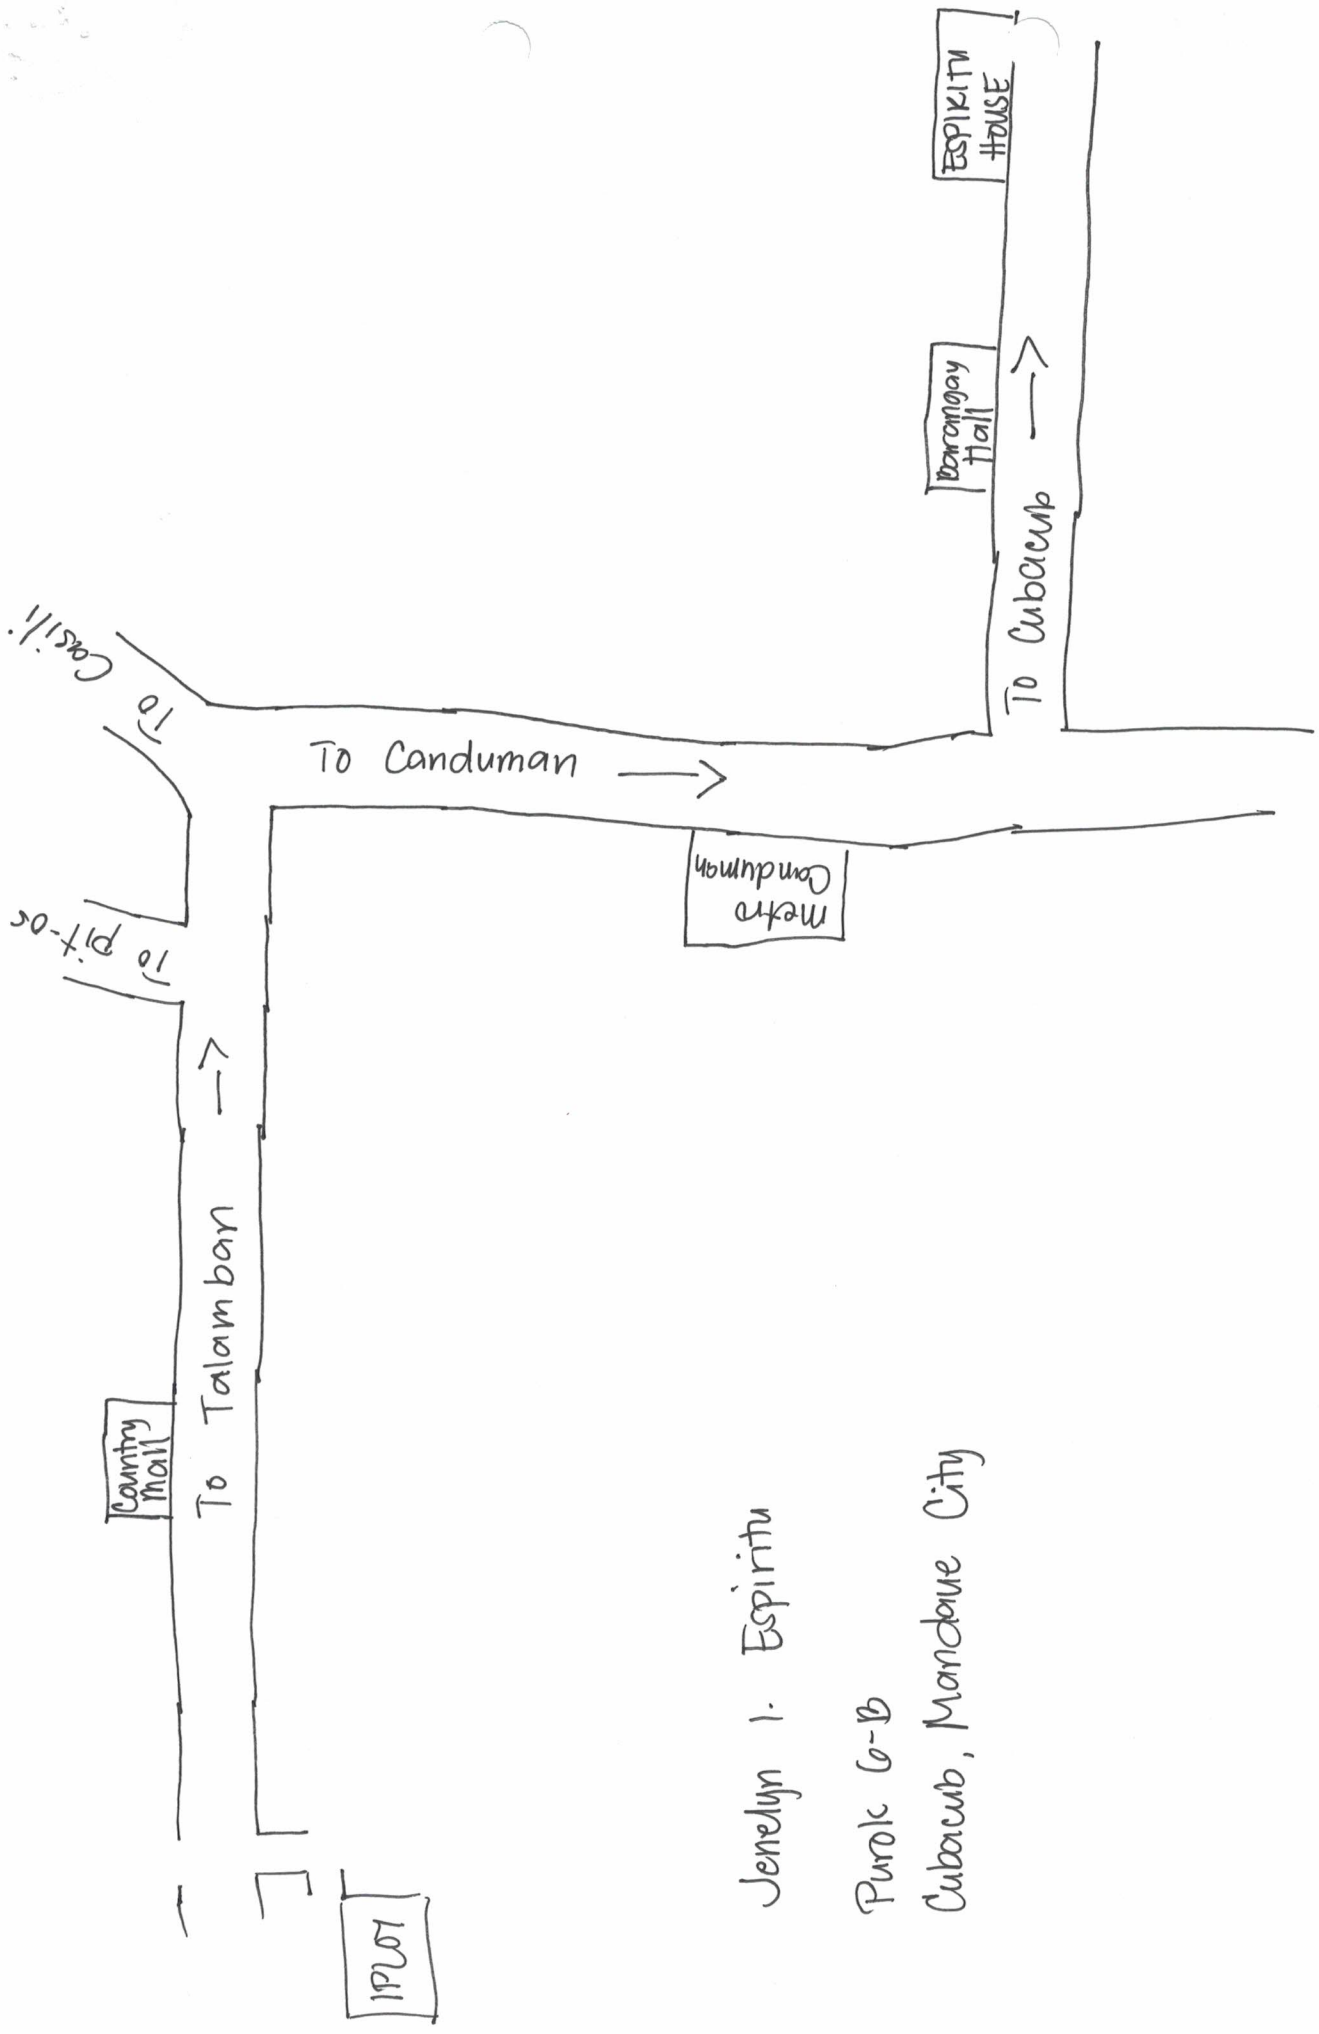 IPLOT
Country
Mall
To Talamban
To pit-os
To Casili
To Canduman
Metro
Canduman
To Cubacub
Barangay
Hall
ESPIRITU
HOUSE
Jenelyn I. Espiritu
Purok 6-B
Cubacub, Mandaue City